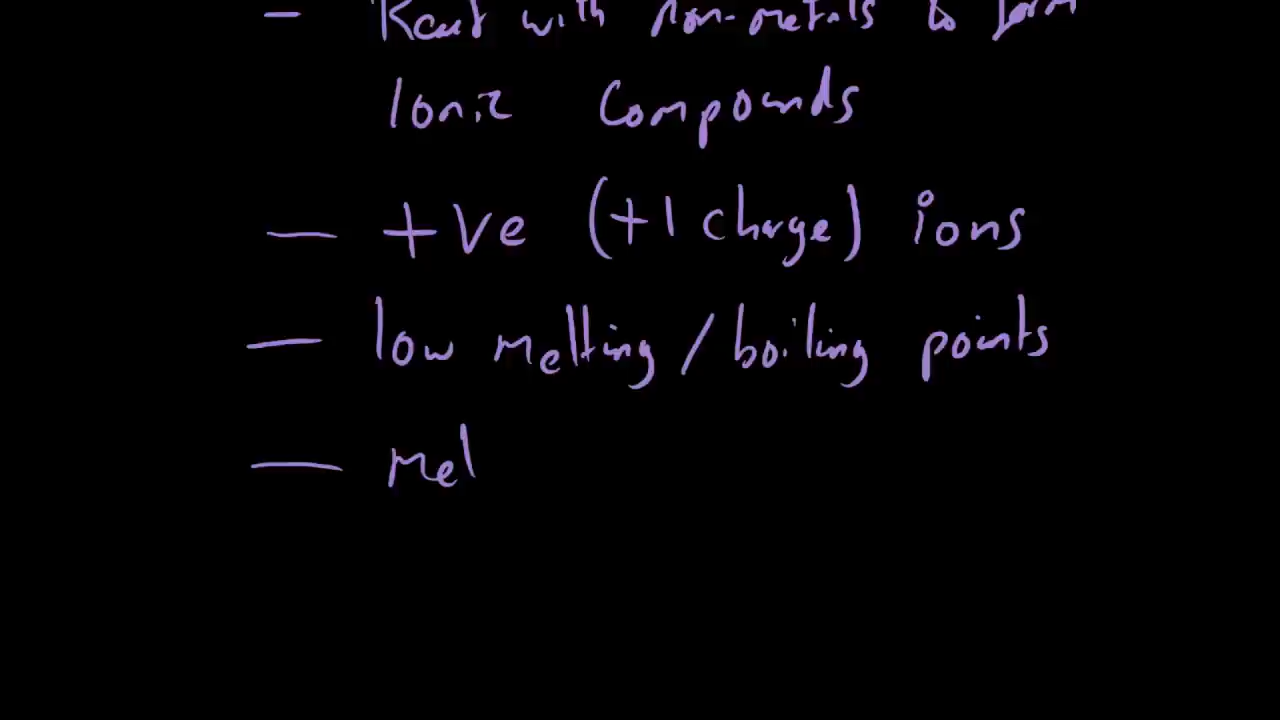 - React with non-metals to form
Ionic Compounds
- +ve (+1 charge) ions
- low melting/boiling points
- Mel